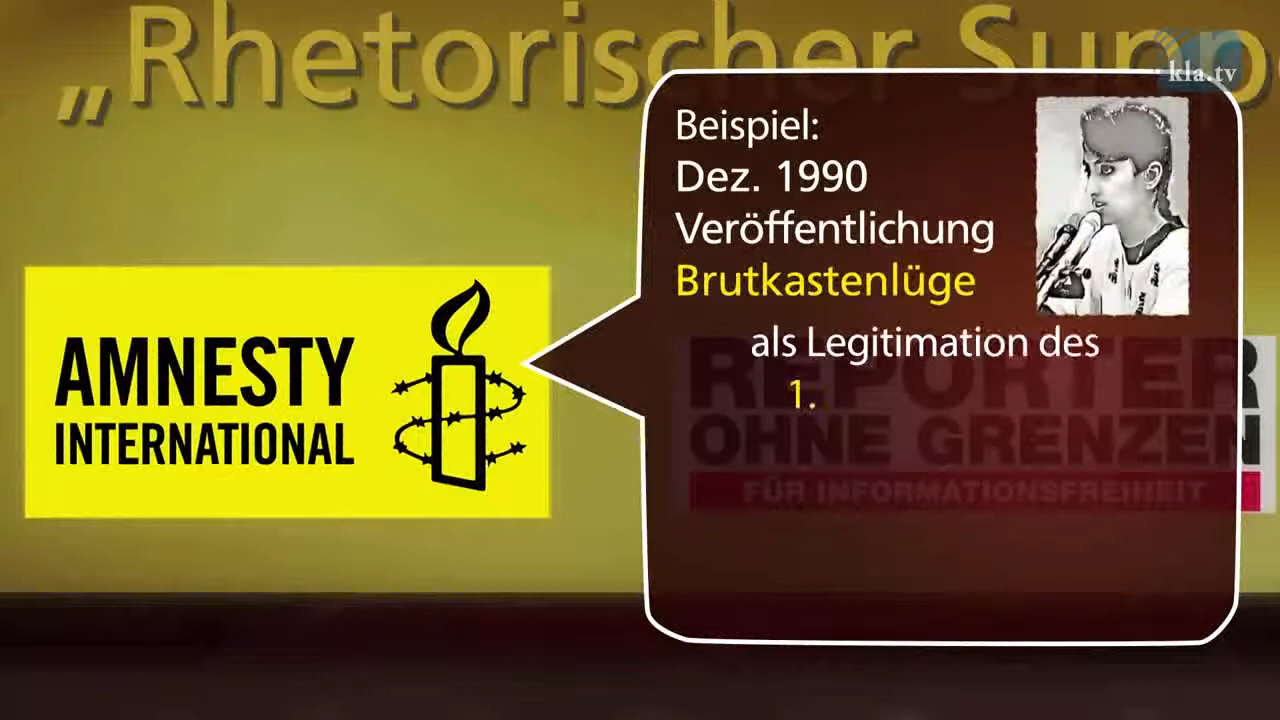 „Rhetorischer Supp
kla.tv
Beispiel:
Dez. 1990
Veröffentlichung
Brutkastenlüge
als Legitimation des
1.
AMNESTY
INTERNATIONAL
REPORTER
OHNE GRENZEN
FÜR INFORMATIONSFREIHEIT